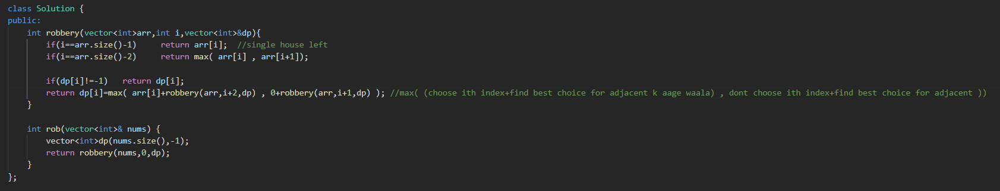 class Solution {
public:
    int robbery(vector<int>arr,int i,vector<int>&dp){
        if(i==arr.size()-1)     return arr[i];  //single house left
        if(i==arr.size()-2)     return max( arr[i] , arr[i+1]);

        if(dp[i]!=-1)   return dp[i];
        return dp[i]=max( arr[i]+robbery(arr,i+2,dp) , 0+robbery(arr,i+1,dp) ); //max( (choose ith index+find best choice for adjacent k aage waala) , dont choose ith index+find best choice for adjacent ))
    }

    int rob(vector<int>& nums) {
        vector<int>dp(nums.size(),-1);
        return robbery(nums,0,dp);
    }
};